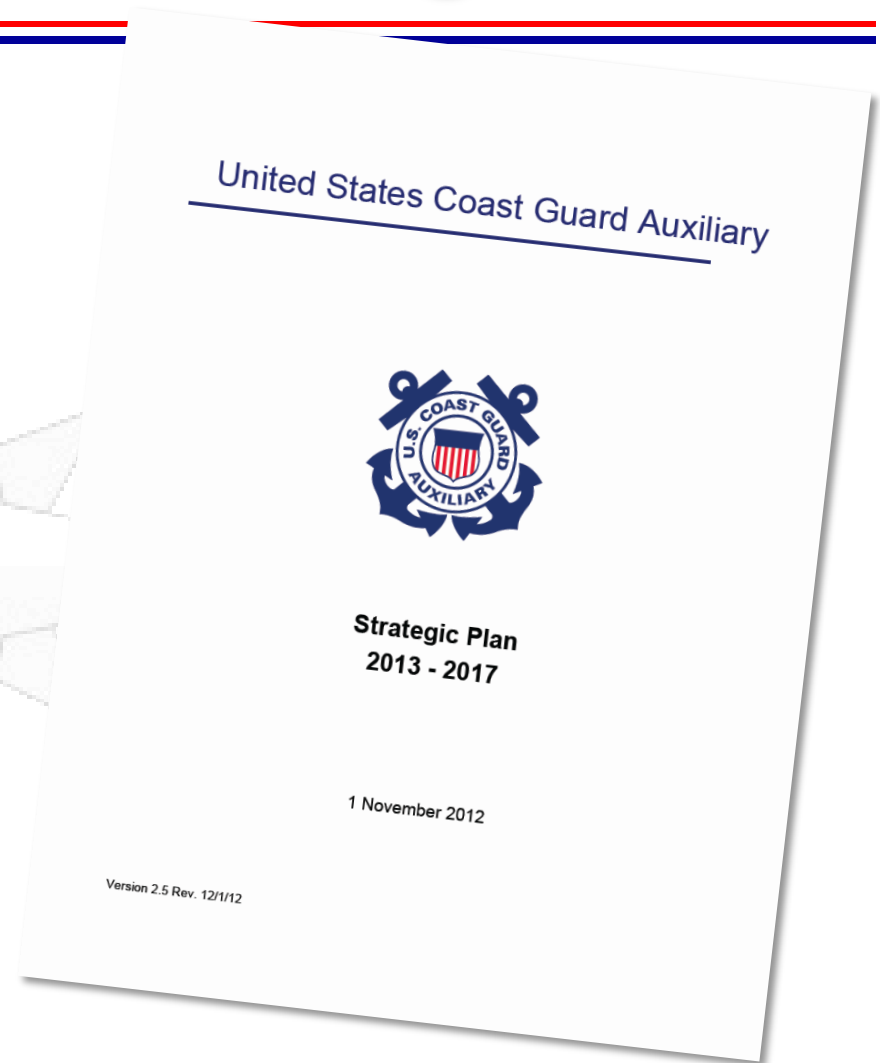 United States Coast Guard Auxiliary
U.S. COAST GUARD
AUXILIARY
Strategic Plan
2013 - 2017
1 November 2012
Version 2.5 Rev. 12/1/12